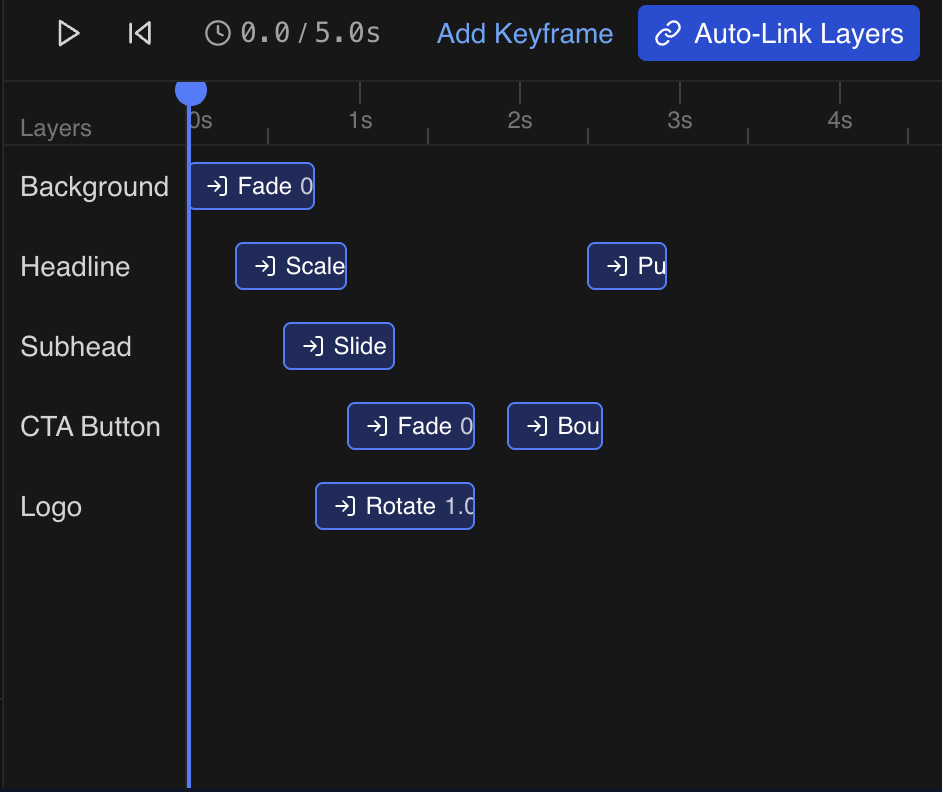 0.0 / 5.0s Add Keyframe Auto-Link Layers
Layers 0s 1s 2s 3s 4s
Background Fade 0
Headline Scale Pu
Subhead Slide
CTA Button Fade 0 Bou
Logo Rotate 1.0